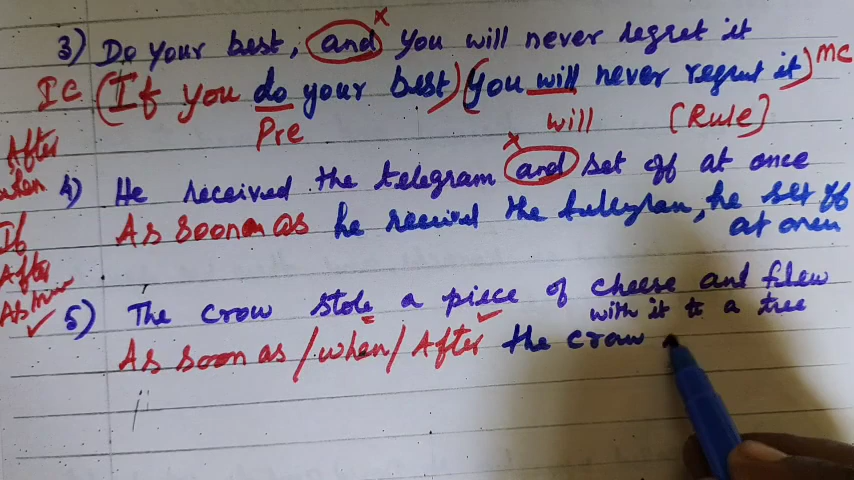 3) Do your best, and x you will never regret it
IC (If you do your best) (you will never regret it) MC
Pre will [Rule]
After
when
4) He received the telegram and x set off at once
If
As soon as he received the telegram, he set off
at once
After
As soon
5) The crow stole a piece of cheese and flew
with it to a tree
As soon as / when / After the crow